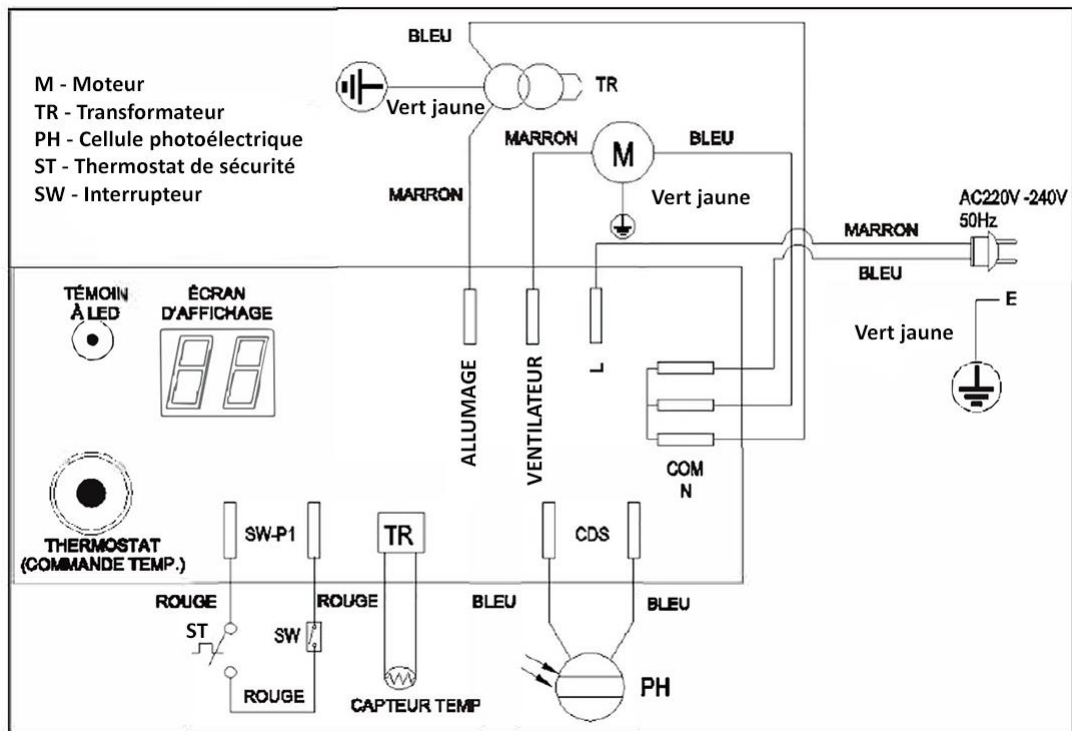 BLEU
M - Moteur
TR - Transformateur
PH - Cellule photoélectrique
ST - Thermostat de sécurité
SW - Interrupteur
Vert jaune
TR
MARRON
M
BLEU
MARRON
Vert jaune
AC220V -240V
50Hz
MARRON
BLEU
E
Vert jaune
TÉMOIN
À LED
ÉCRAN
D'AFFICHAGE
ALLUMAGE
VENTILATEUR
L
COM
N
THERMOSTAT
(COMMANDE TEMP.)
SW-P1
TR
CDS
ROUGE
ROUGE
BLEU
BLEU
ST
SW
ROUGE
CAPTEUR TEMP
PH